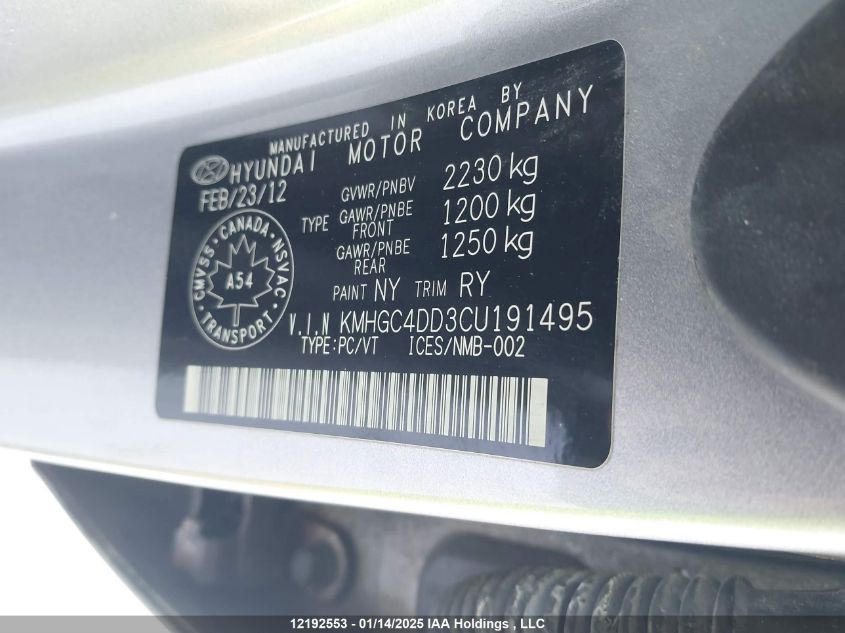 MANUFACTURED IN KOREA BY
HYUNDAI MOTOR COMPANY
FEB/23/12
GVWR/PNBV 2230 kg
TYPE GAWR/PNBE FRONT 1200 kg
GAWR/PNBE REAR 1250 kg
CANADA
CMVSS · NSVAC
A54
TRANSPORT
PAINT NY TRIM RY
V.I.N KMHGC4DD3CU191495
TYPE:PC/VT ICES/NMB-002
12192553 - 01/14/2025 IAA Holdings , LLC